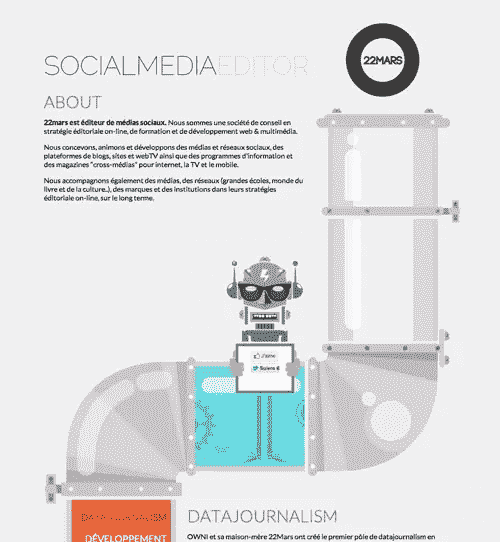 SOCIALMEDIAEDITOR
22MARS
ABOUT
22mars est éditeur de médias sociaux. Nous sommes une société de conseil en
stratégie éditoriale on-line, de formation et de développement web & multimédia.
Nous concevons, animons et développons des médias et réseaux sociaux, des
plateformes de blogs, sites et webTV ainsi que des programmes d'information et
des magazines "cross-médias" pour internet, la TV et le mobile.
Nous accompagnons également des médias, des réseaux (grandes écoles, monde du
livre et de la culture..), des marques et des institutions dans leurs stratégies
éditoriale on-line, sur le long terme.
J'aime
Suivre
DATAJOURNALISM
DÉVELOPPEMENT
DATAJOURNALISM
OWNI et sa maison-mère 22Mars ont créé le premier pôle de datajournalism en